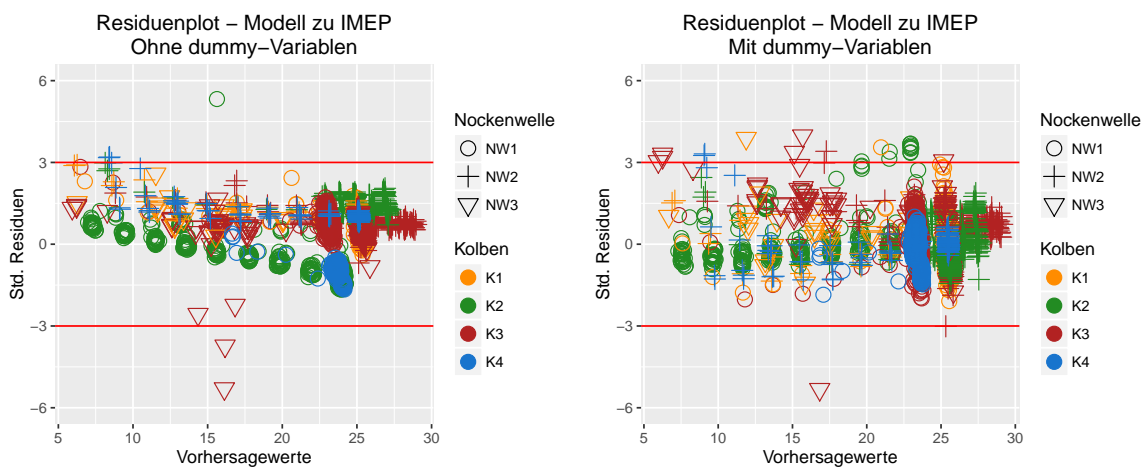 Residuenplot − Modell zu IMEP
Ohne dummy−Variablen
6
3
0
−3
−6
Std. Residuen
5 10 15 20 25 30
Vorhersagewerte
Nockenwelle
NW1
NW2
NW3
Kolben
K1
K2
K3
K4
Residuenplot − Modell zu IMEP
Mit dummy−Variablen
6
3
0
−3
−6
Std. Residuen
5 10 15 20 25 30
Vorhersagewerte
Nockenwelle
NW1
NW2
NW3
Kolben
K1
K2
K3
K4